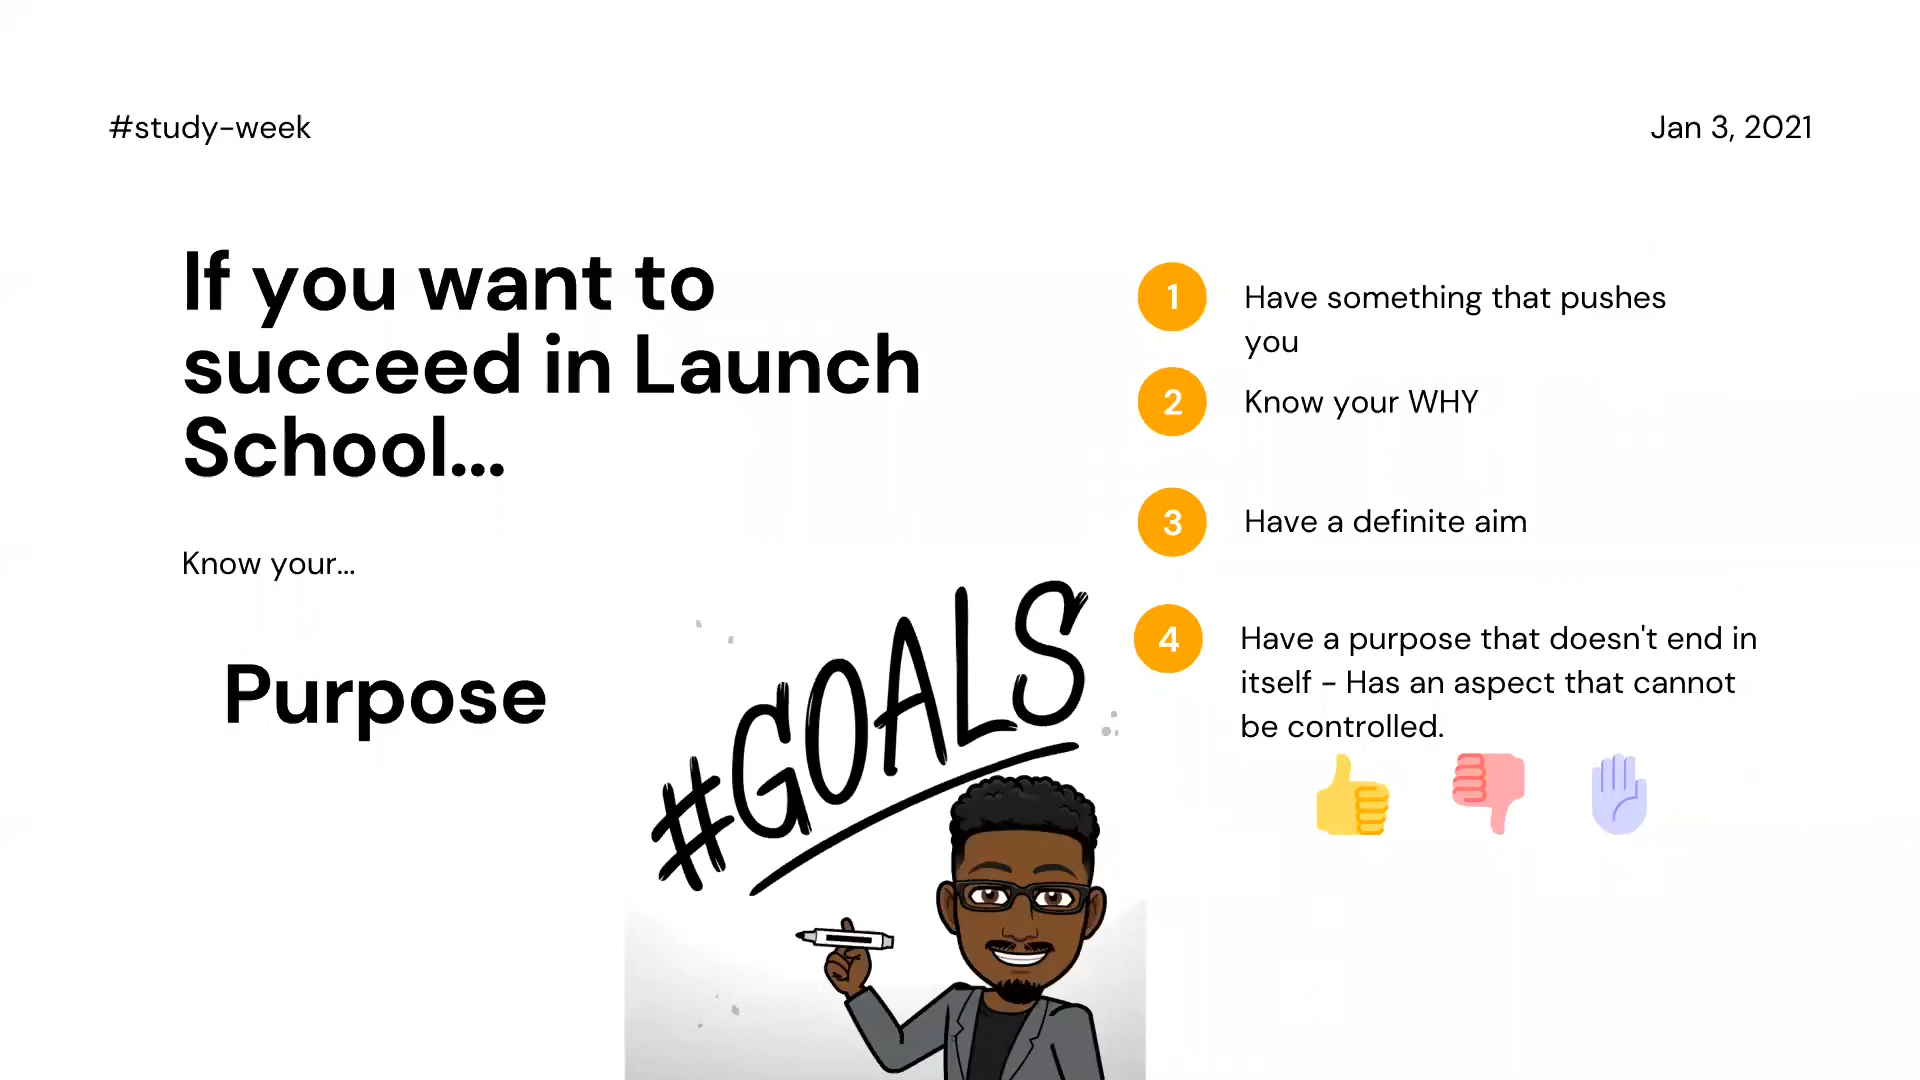 #study-week
Jan 3, 2021
If you want to
succeed in Launch
School...
Know your...
Purpose
#GOALS
1
Have something that pushes
you
2
Know your WHY
3
Have a definite aim
4
Have a purpose that doesn't end in
itself - Has an aspect that cannot
be controlled.